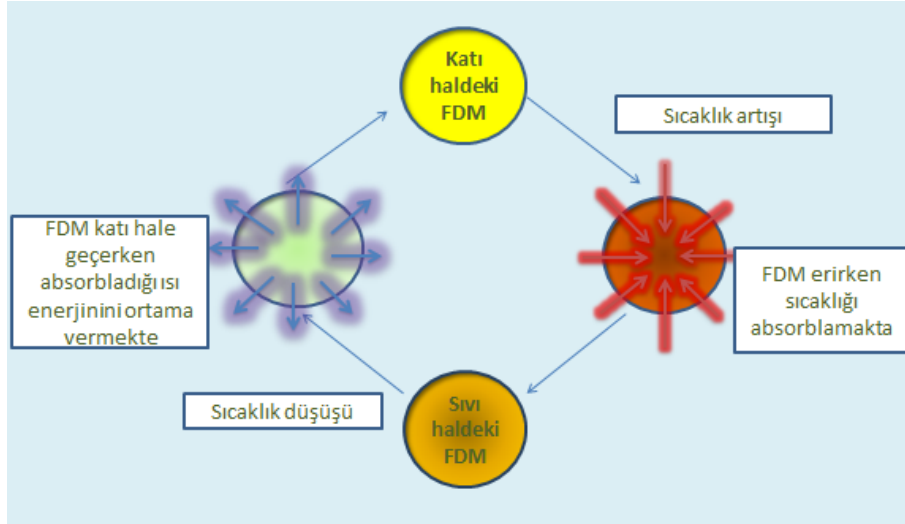 Katı
haldeki
FDM
Sıcaklık artışı
FDM katı hale
geçerken
absorbladığı ısı
enerjinini ortama
vermekte
FDM erirken
sıcaklığı
absorblamakta
Sıcaklık düşüşü
Sıvı
haldeki
FDM